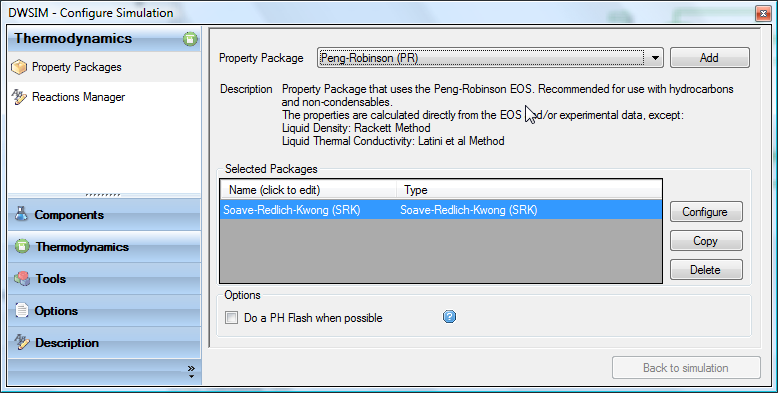 DWSIM - Configure Simulation
Thermodynamics
Property Packages
Reactions Manager
Components
Thermodynamics
Tools
Options
Description
»
Property Package Peng-Robinson (PR) Add
Description Property Package that uses the Peng-Robinson EOS. Recommended for use with hydrocarbons
and non-condensables.
The properties are calculated directly from the EOS nd/or experimental data, except:
Liquid Density: Rackett Method
Liquid Thermal Conductivity: Latini et al Method
Selected Packages
Name (click to edit) Type
Soave-Redlich-Kwong (SRK) Soave-Redlich-Kwong (SRK)
Configure
Copy
Delete
Options
Do a PH Flash when possible ?
Back to simulation